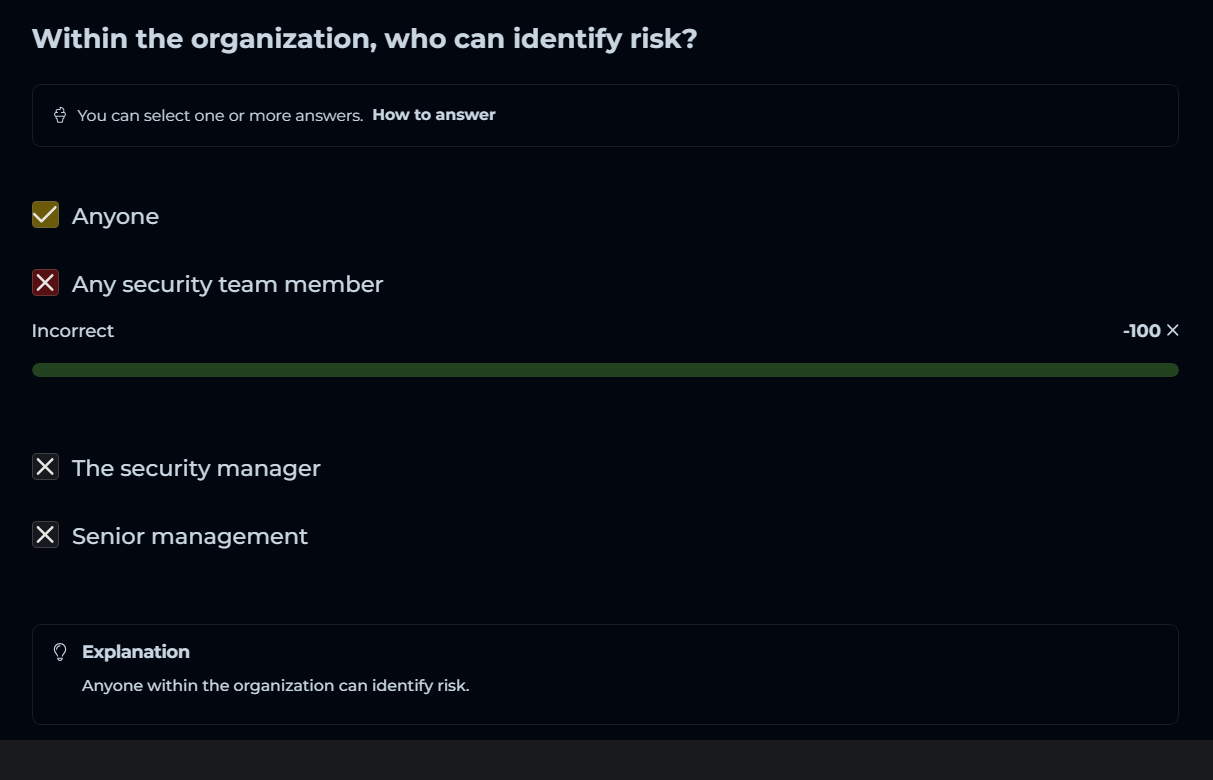 Within the organization, who can identify risk?
You can select one or more answers. How to answer
Anyone
Any security team member
Incorrect -100
The security manager
Senior management
Explanation
Anyone within the organization can identify risk.